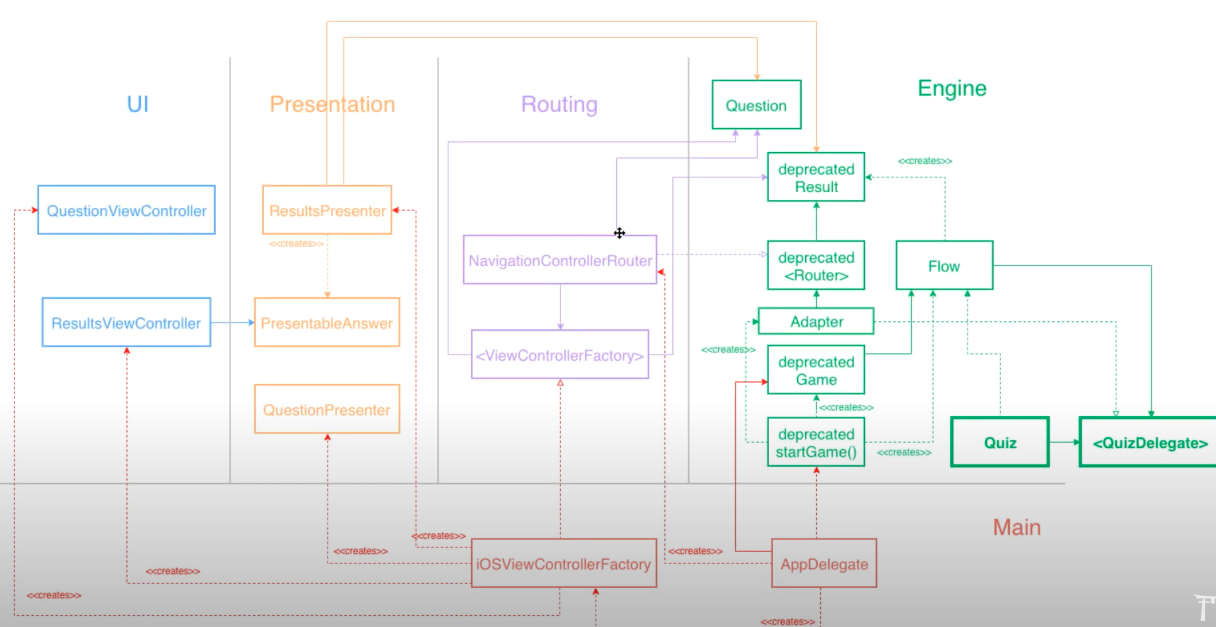 UI
Presentation
Routing
Engine
Question
<<creates>>
deprecated
Result
QuestionViewController
ResultsPresenter
<<creates>>
NavigationControllerRouter
deprecated
<Router>
Flow
ResultsViewController
PresentableAnswer
Adapter
<<creates>>
<ViewControllerFactory>
deprecated
Game
QuestionPresenter
<<creates>>
deprecated
startGame()
<<creates>>
Quiz
<QuizDelegate>
Main
<<creates>>
<<creates>>
<<creates>>
iOSViewControllerFactory
AppDelegate
<<creates>>
<<creates>>
<<creates>>